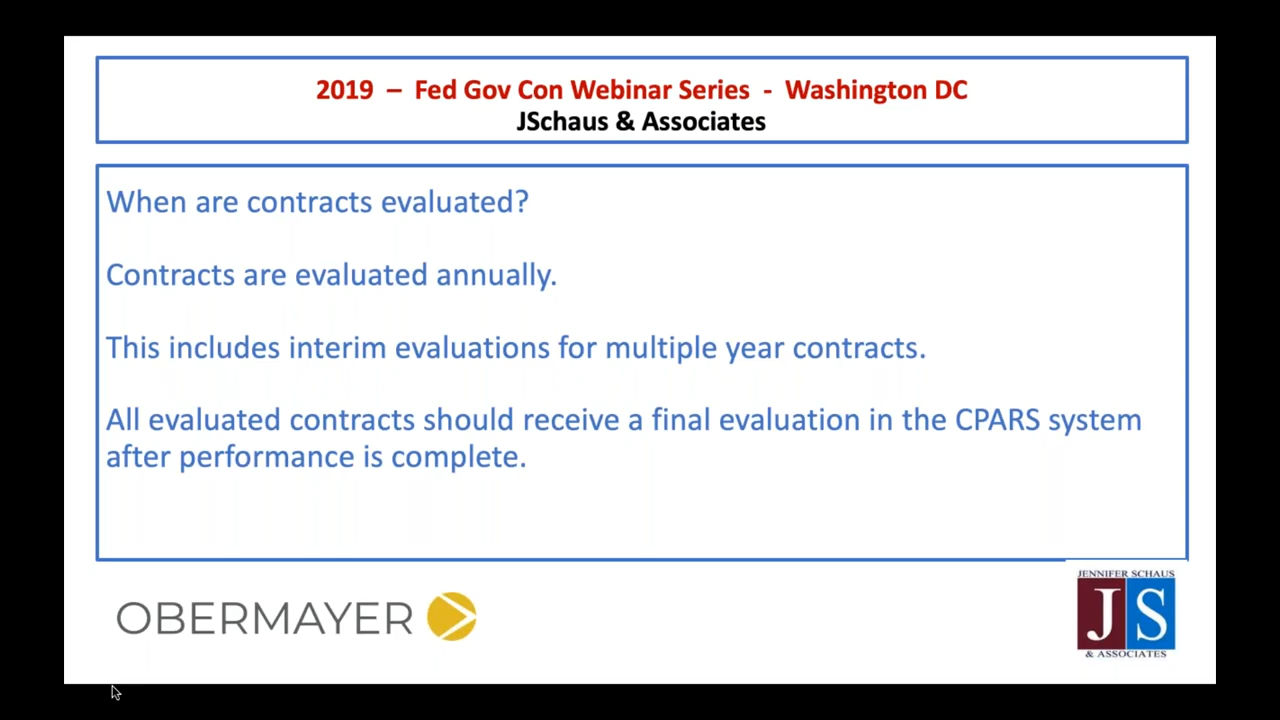 2019 – Fed Gov Con Webinar Series - Washington DC
JSchaus & Associates
When are contracts evaluated?
Contracts are evaluated annually.
This includes interim evaluations for multiple year contracts.
All evaluated contracts should receive a final evaluation in the CPARS system
after performance is complete.
OBERMAYER
JENNIFER SCHAUS
JS
& ASSOCIATES